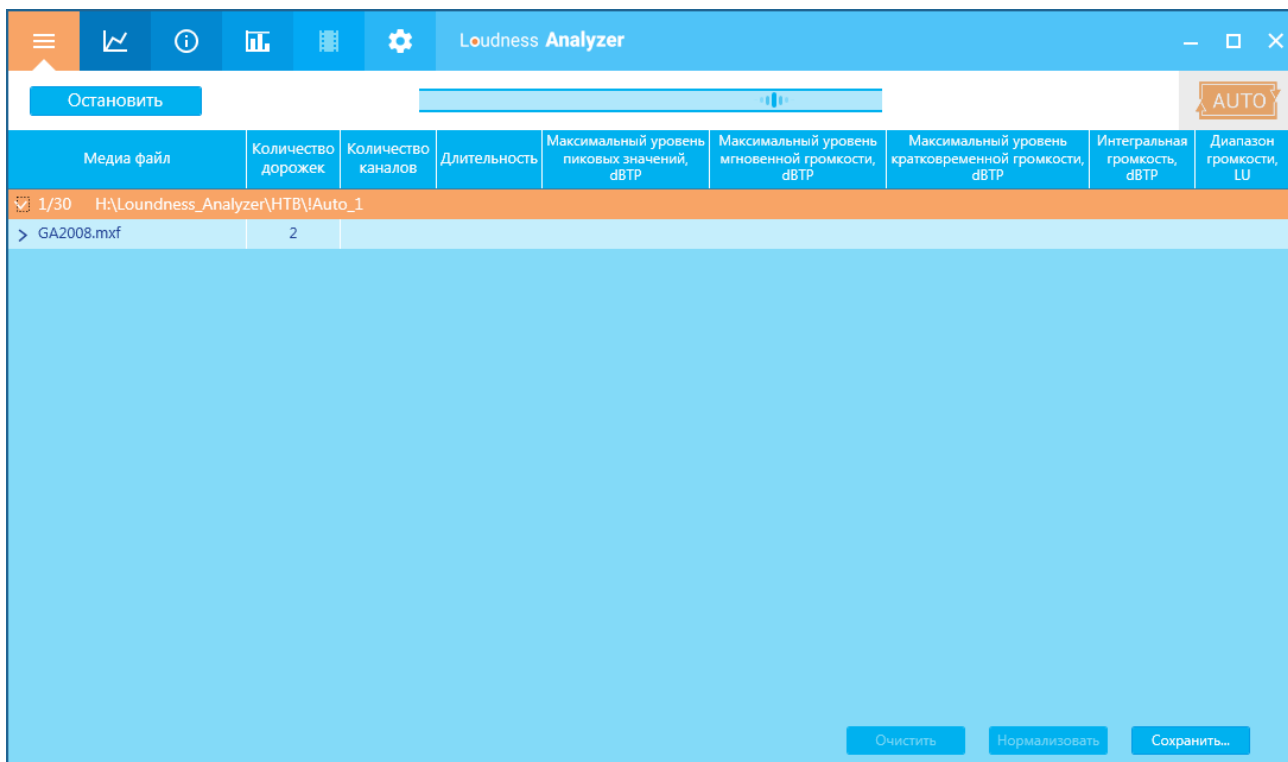 Loudness Analyzer
Остановить
AUTO
Медиа файл
Количество
дорожек
Количество
каналов
Длительность
Максимальный уровень
пиковых значений,
dBTP
Максимальный уровень
мгновенной громкости,
dBTP
Максимальный уровень
кратковременной громкости,
dBTP
Интегральная
громкость,
dBTP
Диапазон
громкости,
LU
1/30 H:\Loundness_Analyzer\НТВ\!Auto_1
GA2008.mxf 2
Очистить Нормализовать Сохранить...